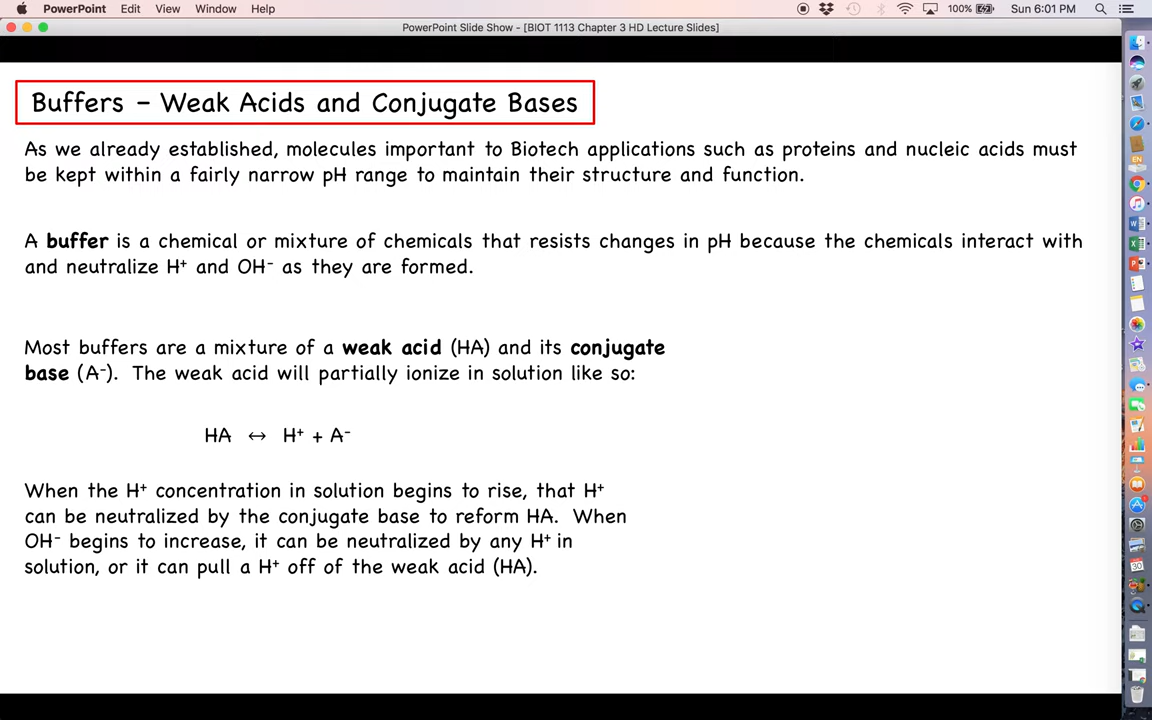 PowerPoint Edit View Window Help 100% Sun 6:01 PM
PowerPoint Slide Show - [BIOT 1113 Chapter 3 HD Lecture Slides]
Buffers – Weak Acids and Conjugate Bases
As we already established, molecules important to Biotech applications such as proteins and nucleic acids must
be kept within a fairly narrow pH range to maintain their structure and function.
A buffer is a chemical or mixture of chemicals that resists changes in pH because the chemicals interact with
and neutralize H⁺ and OH⁻ as they are formed.
Most buffers are a mixture of a weak acid (HA) and its conjugate
base (A⁻). The weak acid will partially ionize in solution like so:
HA ↔ H⁺ + A⁻
When the H⁺ concentration in solution begins to rise, that H⁺
can be neutralized by the conjugate base to reform HA. When
OH⁻ begins to increase, it can be neutralized by any H⁺ in
solution, or it can pull a H⁺ off of the weak acid (HA).
EN
30